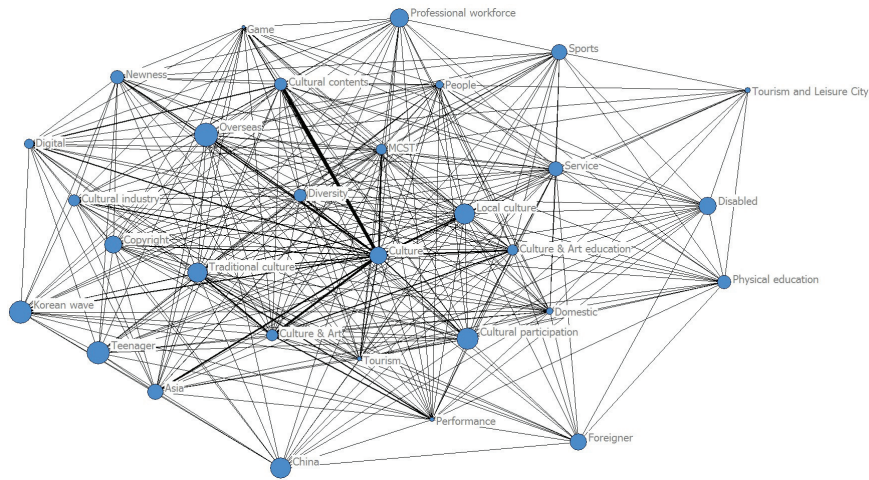 Professional workforce
Game
Sports
Newness
Cultural contents
People
Tourism and Leisure City
Overseas
Digital
MCST
Service
Diversity
Cultural industry
Local culture
Disabled
Copyright
Culture
Culture & Art education
Traditional culture
Physical education
Korean wave
Domestic
Culture & Art
Cultural participation
Teenager
Tourism
Asia
Performance
Foreigner
China